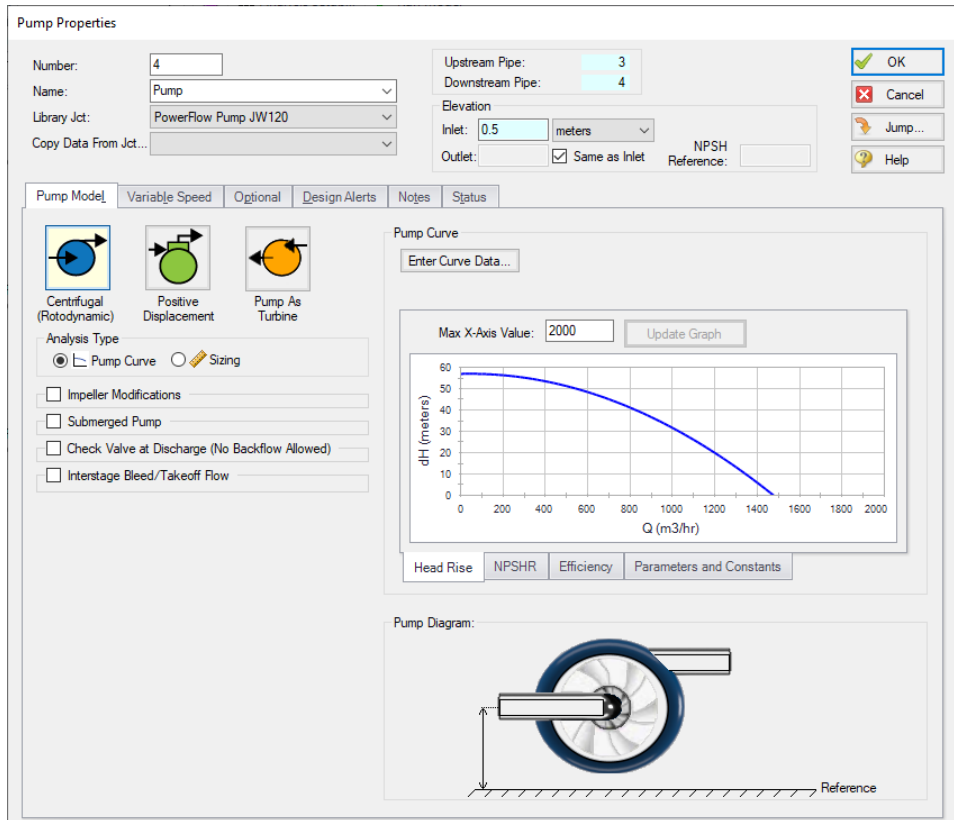 Pump Properties
Number: 4
Name: Pump
Library Jct: PowerFlow Pump JW120
Copy Data From Jct...
Upstream Pipe: 3
Downstream Pipe: 4
Elevation
Inlet: 0.5 meters
Outlet: Same as Inlet
NPSH
Reference:
OK
Cancel
Jump...
Help
Pump Model Variable Speed Optional Design Alerts Notes Status
Centrifugal
(Rotodynamic)
Positive
Displacement
Pump As
Turbine
Analysis Type
Pump Curve Sizing
Impeller Modifications
Submerged Pump
Check Valve at Discharge (No Backflow Allowed)
Interstage Bleed/Takeoff Flow
Pump Curve
Enter Curve Data...
Max X-Axis Value: 2000 Update Graph
dH (meters)
60
50
40
30
20
10
0
0 200 400 600 800 1000 1200 1400 1600 1800 2000
Q (m3/hr)
Head Rise NPSHR Efficiency Parameters and Constants
Pump Diagram:
Reference